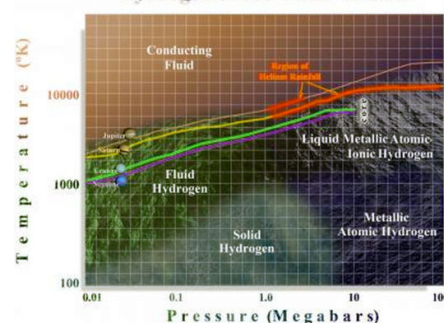 Conducting
Fluid
Region of
Helium Rainfall
Temperature (°K)
10000
1000
100
Jupiter
Saturn
Uranus
Neptune
Fluid
Hydrogen
Liquid Metallic Atomic-
Ionic Hydrogen
Solid
Hydrogen
Metallic
Atomic Hydrogen
0.01
0.1
1.0
10
100
Pressure (Megabars)